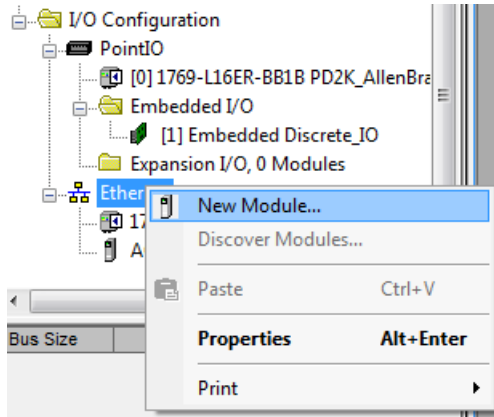 I/O Configuration
PointIO
[0] 1769-L16ER-BB1B PD2K_AllenBra
Embedded I/O
[1] Embedded Discrete_IO
Expansion I/O, 0 Modules
Ether
New Module...
17
Discover Modules...
A
Paste Ctrl+V
Bus Size
Properties Alt+Enter
Print